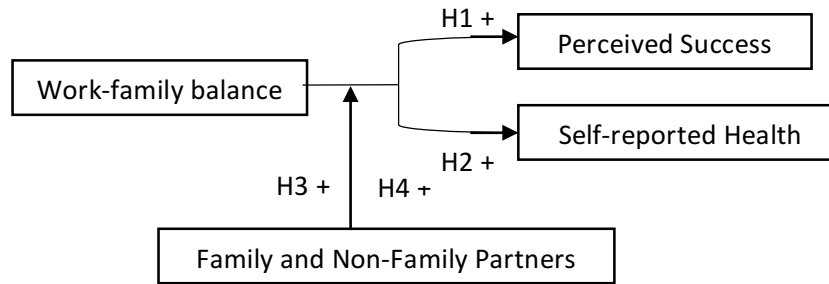 H1 +
Perceived Success
Work-family balance
Self-reported Health
H2 +
H3 +
H4 +
Family and Non-Family Partners